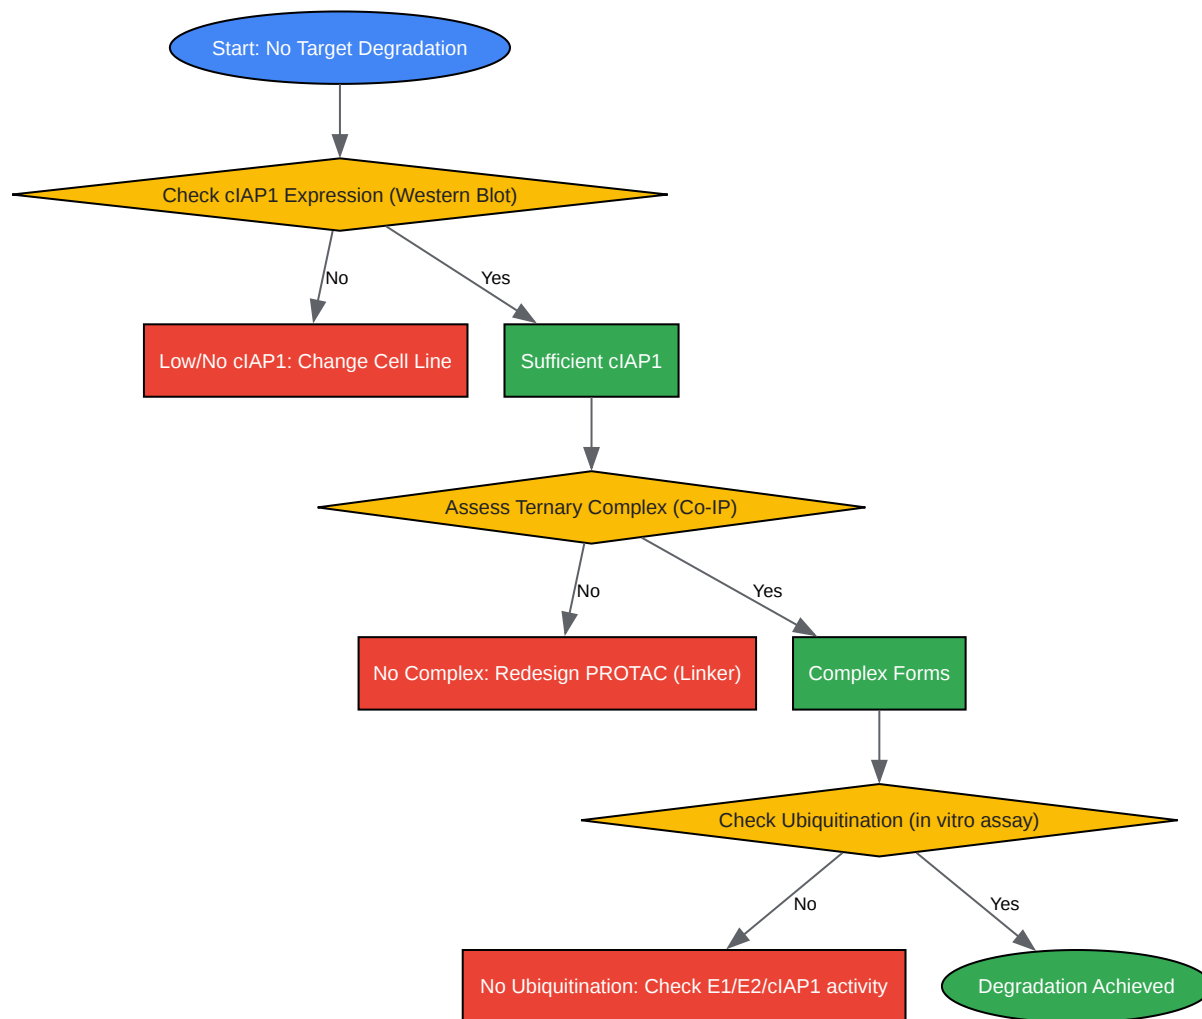 Start: No Target Degradation
Check cIAP1 Expression (Western Blot)
No
Yes
Low/No cIAP1: Change Cell Line
Sufficient cIAP1
Assess Ternary Complex (Co-IP)
No
Yes
No Complex: Redesign PROTAC (Linker)
Complex Forms
Check Ubiquitination (in vitro assay)
No
Yes
No Ubiquitination: Check E1/E2/cIAP1 activity
Degradation Achieved